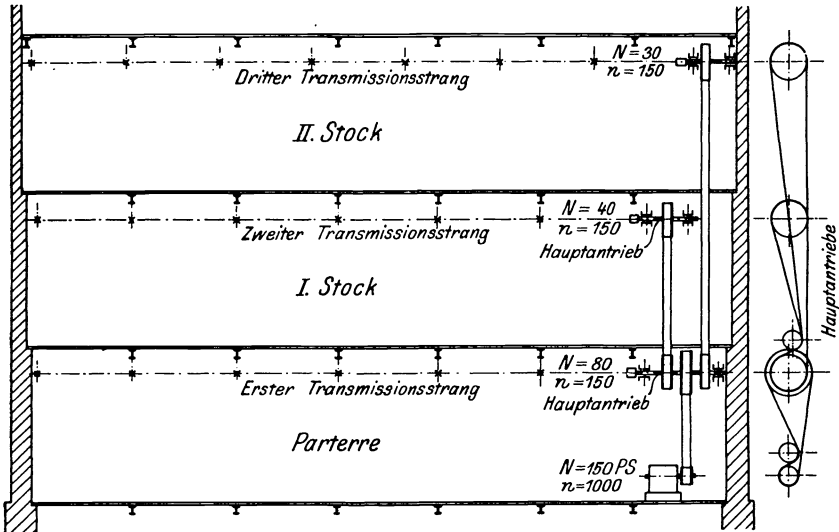 N=30
n=150
Dritter Transmissionsstrang
II. Stock
N=40
n=150
Zweiter Transmissionsstrang
Hauptantrieb
I. Stock
Hauptantriebe
N=80
n=150
Erster Transmissionsstrang
Hauptantrieb
Parterre
N=150 PS
n=1000